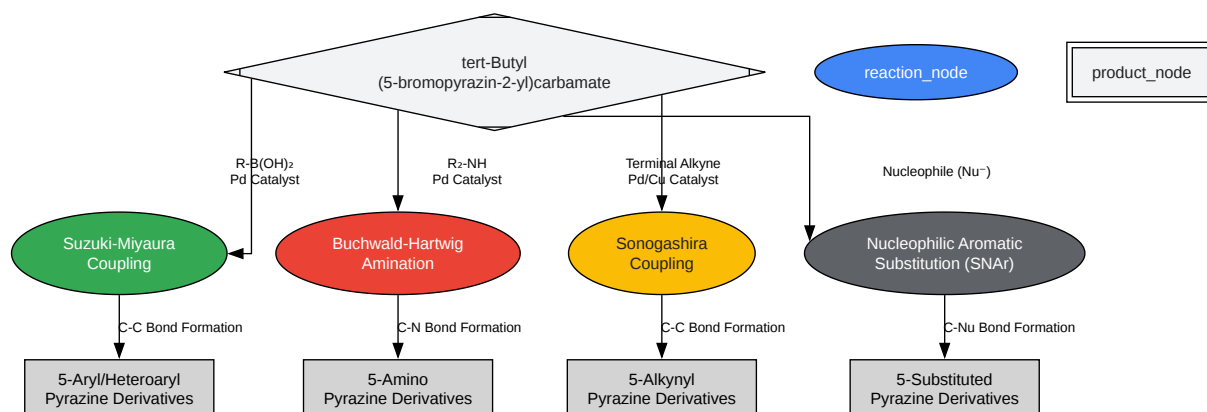 tert-Butyl
(5-bromopyrazin-2-yl)carbamate
reaction_node
product_node
R-B(OH)₂
Pd Catalyst
R₂-NH
Pd Catalyst
Terminal Alkyne
Pd/Cu Catalyst
Nucleophile (Nu⁻)
Suzuki-Miyaura
Coupling
Buchwald-Hartwig
Amination
Sonogashira
Coupling
Nucleophilic Aromatic
Substitution (SNAr)
C-C Bond Formation
C-N Bond Formation
C-C Bond Formation
C-Nu Bond Formation
5-Aryl/Heteroaryl
Pyrazine Derivatives
5-Amino
Pyrazine Derivatives
5-Alkynyl
Pyrazine Derivatives
5-Substituted
Pyrazine Derivatives